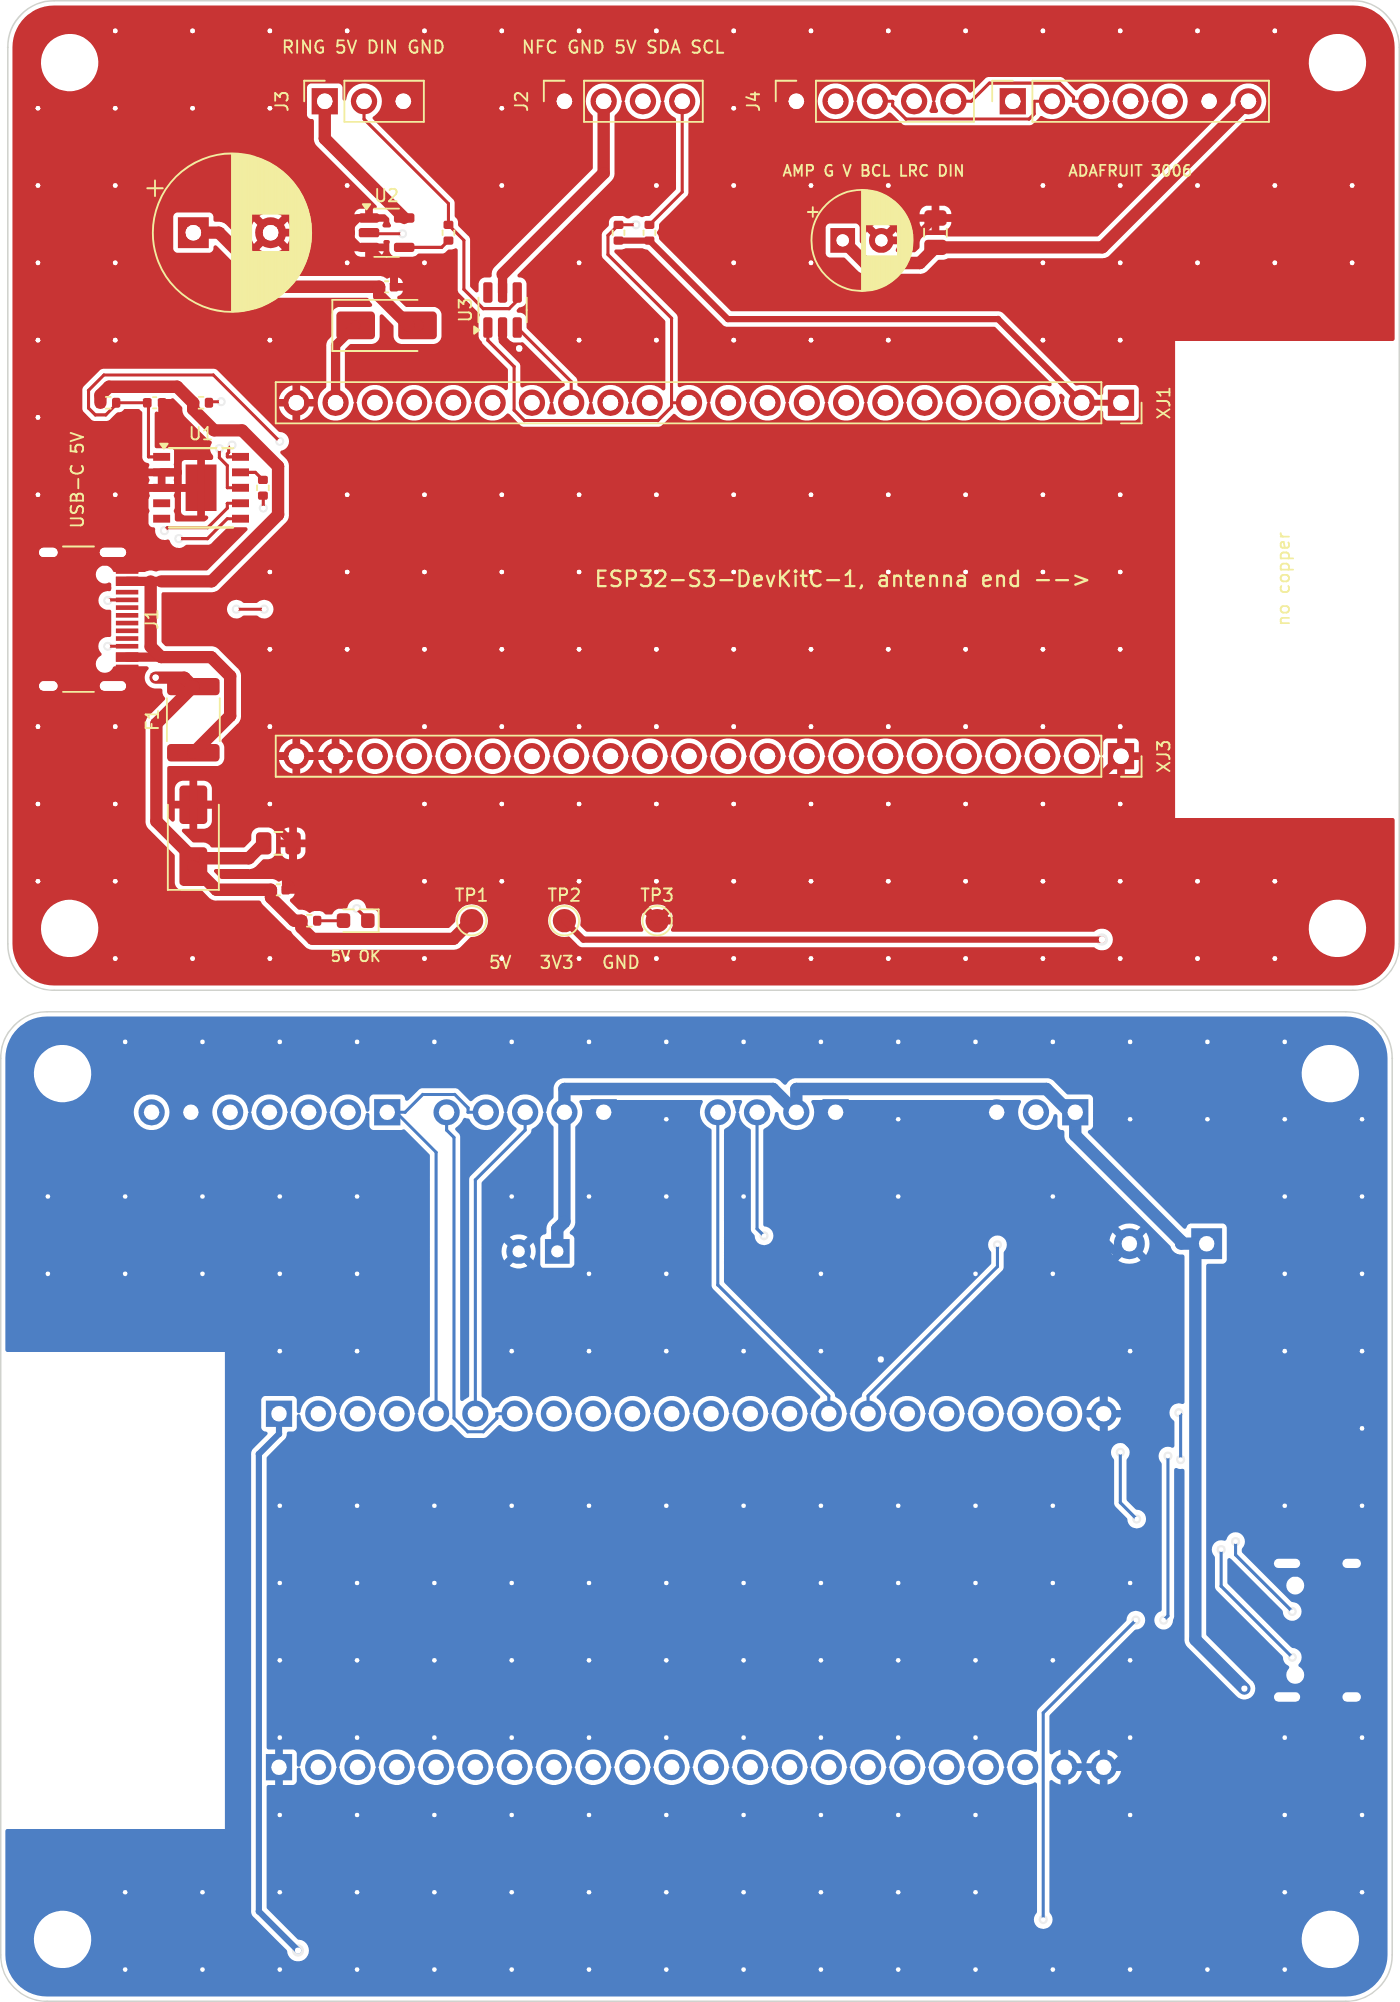 RING 5V DIN GND
NFC GND 5V SDA SCL
J3
J2
J4
AMP G V BCL LRC DIN
ADAFRUIT 3006
+
U2
+
U3
XJ1
U1
USB-C 5V
ESP32-S3-DevKitC-1, antenna end -->
no copper
J1
F1
XJ3
TP1
TP2
TP3
5V OK
5V
3V3
GND